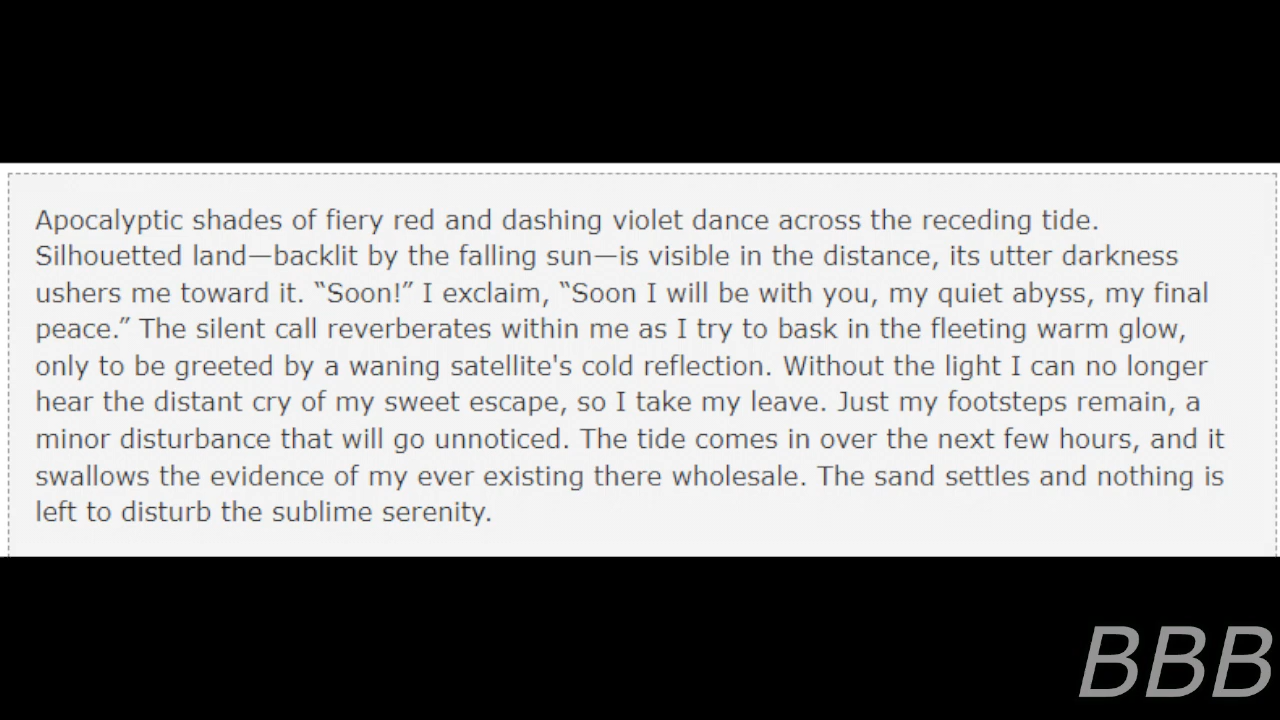 Apocalyptic shades of fiery red and dashing violet dance across the receding tide.
Silhouetted land—backlit by the falling sun—is visible in the distance, its utter darkness
ushers me toward it. “Soon!” I exclaim, “Soon I will be with you, my quiet abyss, my final
peace.” The silent call reverberates within me as I try to bask in the fleeting warm glow,
only to be greeted by a waning satellite's cold reflection. Without the light I can no longer
hear the distant cry of my sweet escape, so I take my leave. Just my footsteps remain, a
minor disturbance that will go unnoticed. The tide comes in over the next few hours, and it
swallows the evidence of my ever existing there wholesale. The sand settles and nothing is
left to disturb the sublime serenity.
BBB